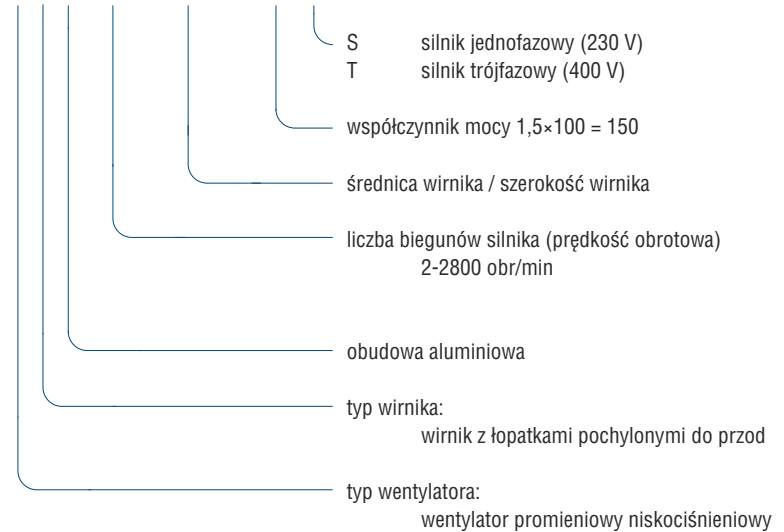 S silnik jednofazowy (230 V)
T silnik trójfazowy (400 V)
współczynnik mocy 1,5×100 = 150
średnica wirnika / szerokość wirnika
liczba biegunów silnika (prędkość obrotowa)
2-2800 obr/min
obudowa aluminiowa
typ wirnika:
wirnik z łopatkami pochylonymi do przod
typ wentylatora:
wentylator promieniowy niskociśnieniowy